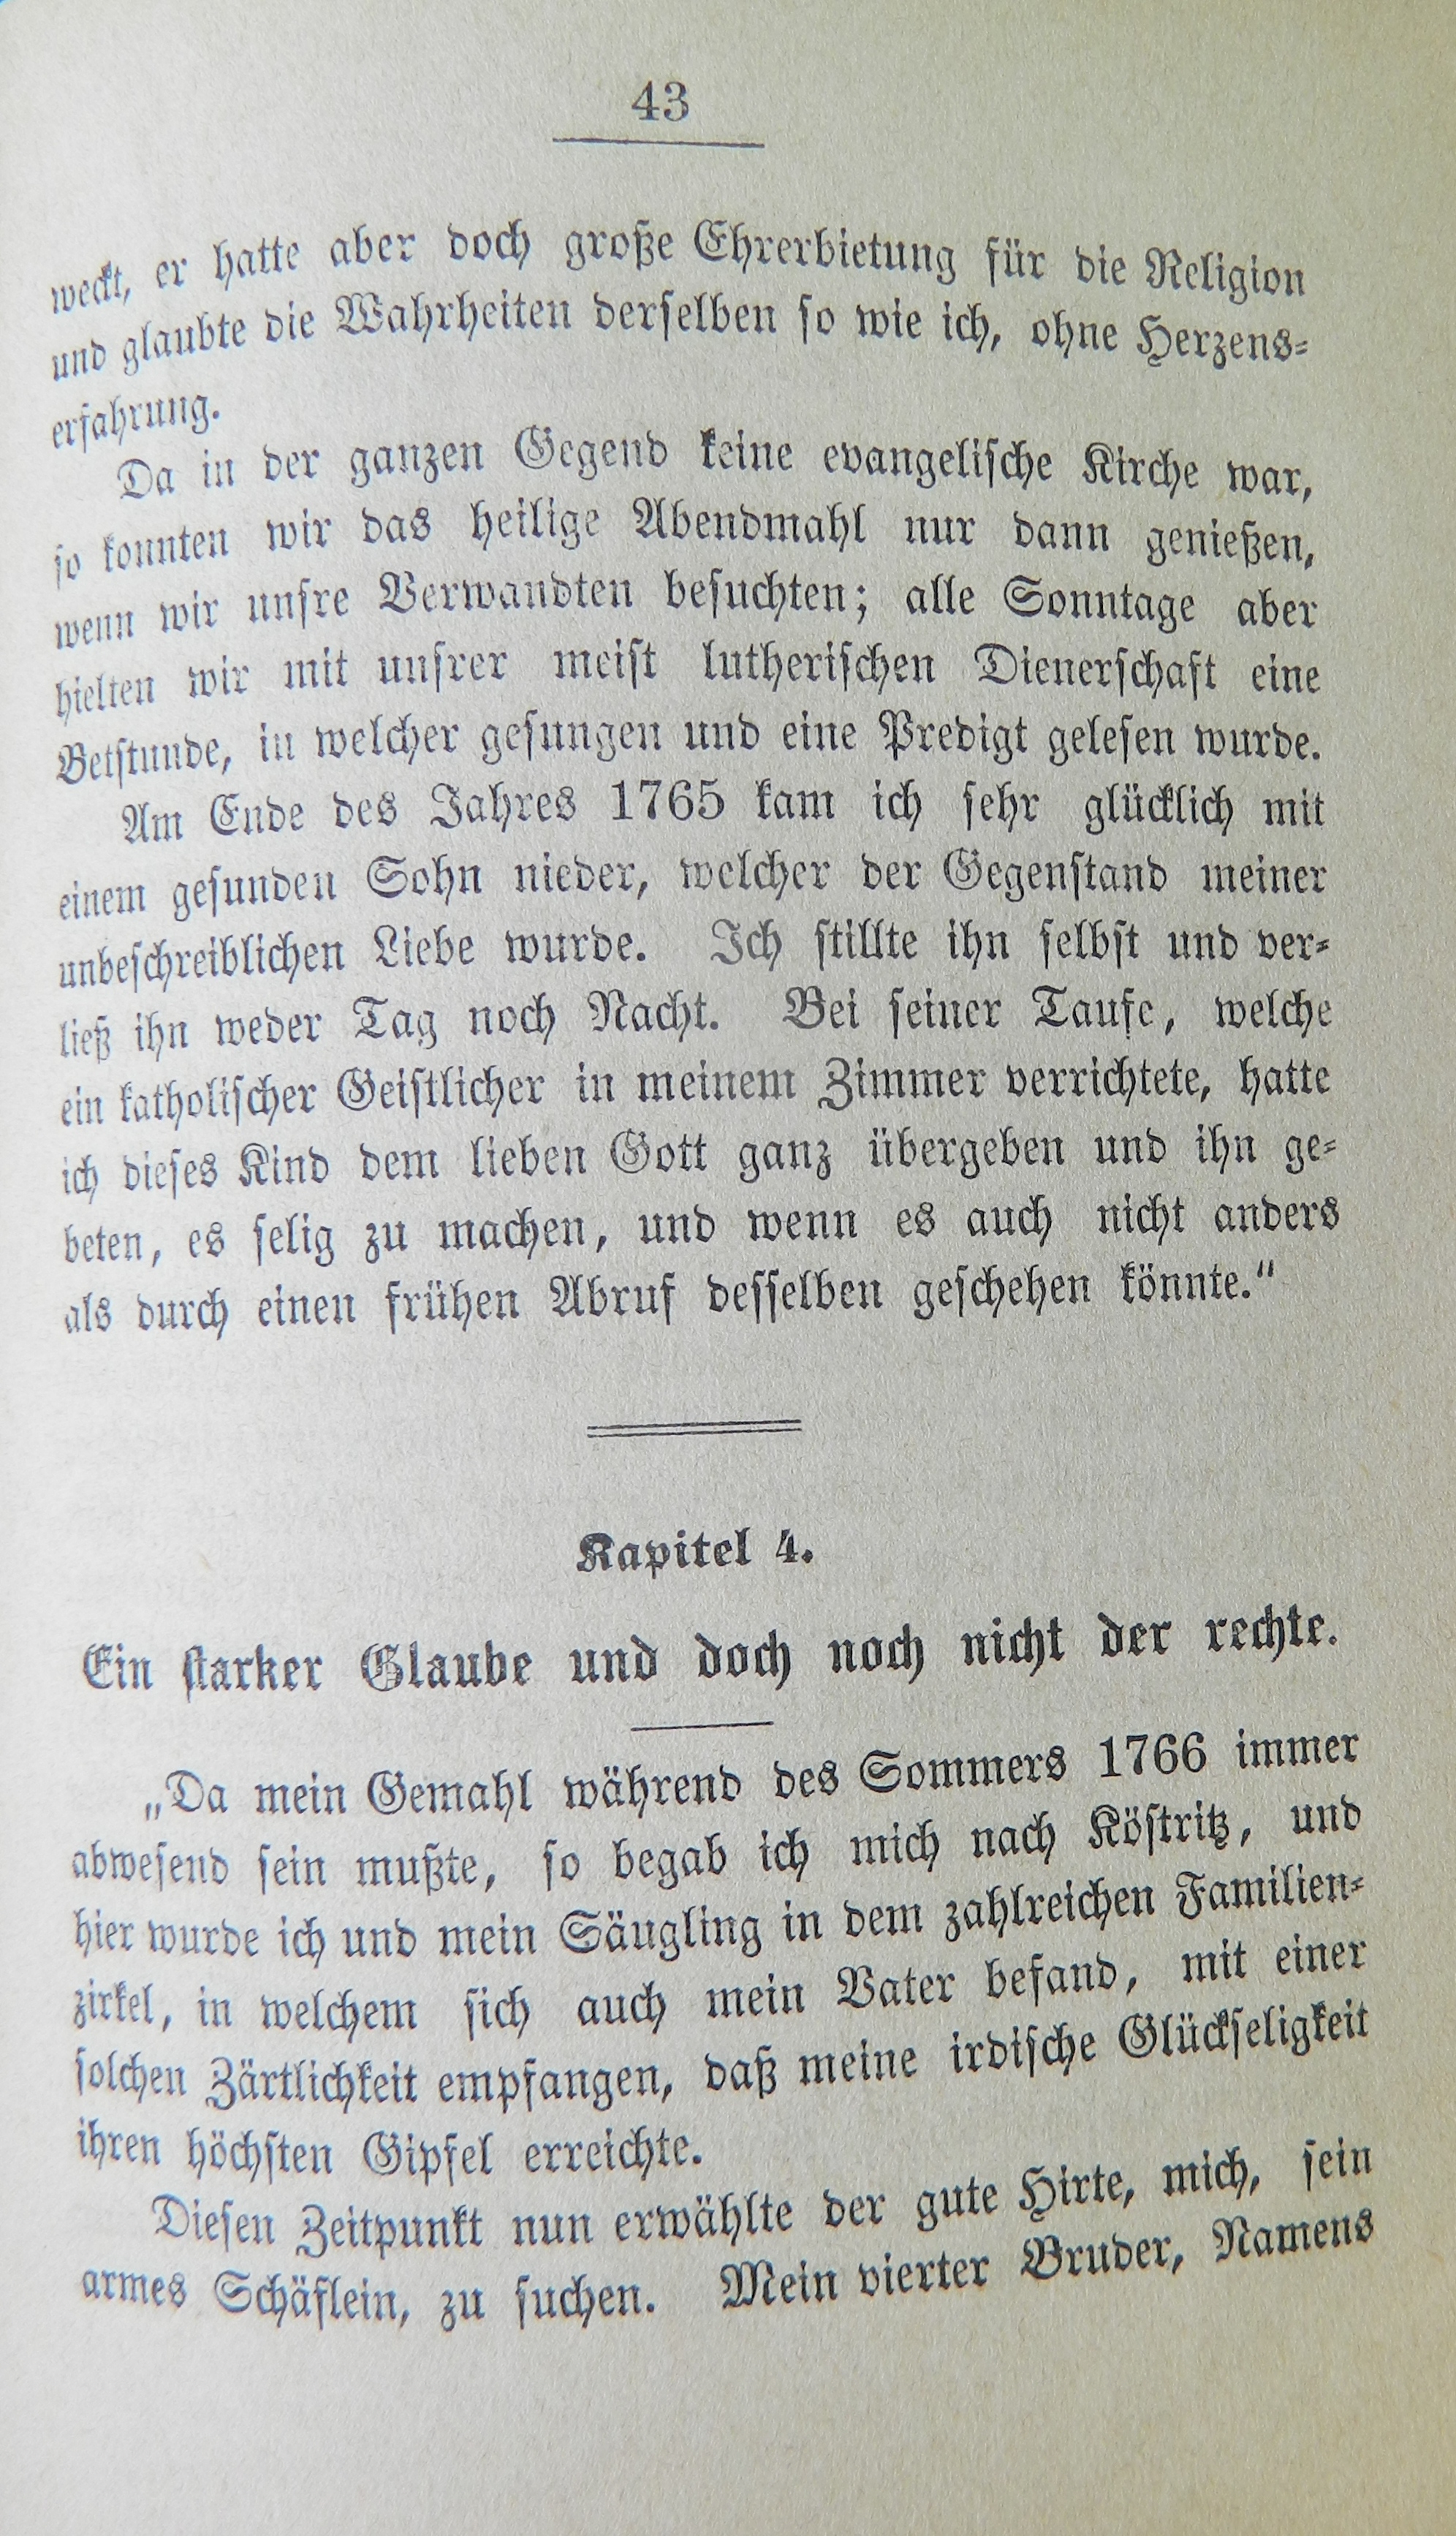 43
weckt, er hatte aber doch große Ehrerbietung für die Religion
und glaubte die Wahrheiten derselben so wie ich, ohne Herzens-
erfahrung.
Da in der ganzen Gegend keine evangelische Kirche war,
so konnten wir das heilige Abendmahl nur dann genießen,
wenn wir unsre Verwandten besuchten; alle Sonntage aber
hielten wir mit unsrer meist lutherischen Dienerschaft eine
Betstunde, in welcher gesungen und eine Predigt gelesen wurde.
Am Ende des Jahres 1765 kam ich sehr glücklich mit
einem gesunden Sohn nieder, welcher der Gegenstand meiner
unbeschreiblichen Liebe wurde. Ich stillte ihn selbst und ver-
ließ ihn weder Tag noch Nacht. Bei seiner Taufe, welche
ein katholischer Geistlicher in meinem Zimmer verrichtete, hatte
ich dieses Kind dem lieben Gott ganz übergeben und ihn ge-
beten, es selig zu machen, und wenn es auch nicht anders
als durch einen frühen Abruf desselben geschehen könnte.“
Kapitel 4.
Ein starker Glaube und doch noch nicht der rechte.
„Da mein Gemahl während des Sommers 1766 immer
abwesend sein mußte, so begab ich mich nach Köstritz, und
hier wurde ich und mein Säugling in dem zahlreichen Familien-
zirkel, in welchem sich auch mein Vater befand, mit einer
solchen Zärtlichkeit empfangen, daß meine irdische Glückseligkeit
ihren höchsten Gipfel erreichte.
Diesen Zeitpunkt nun erwählte der gute Hirte, mich, sein
armes Schäflein, zu suchen. Mein vierter Bruder, Namens